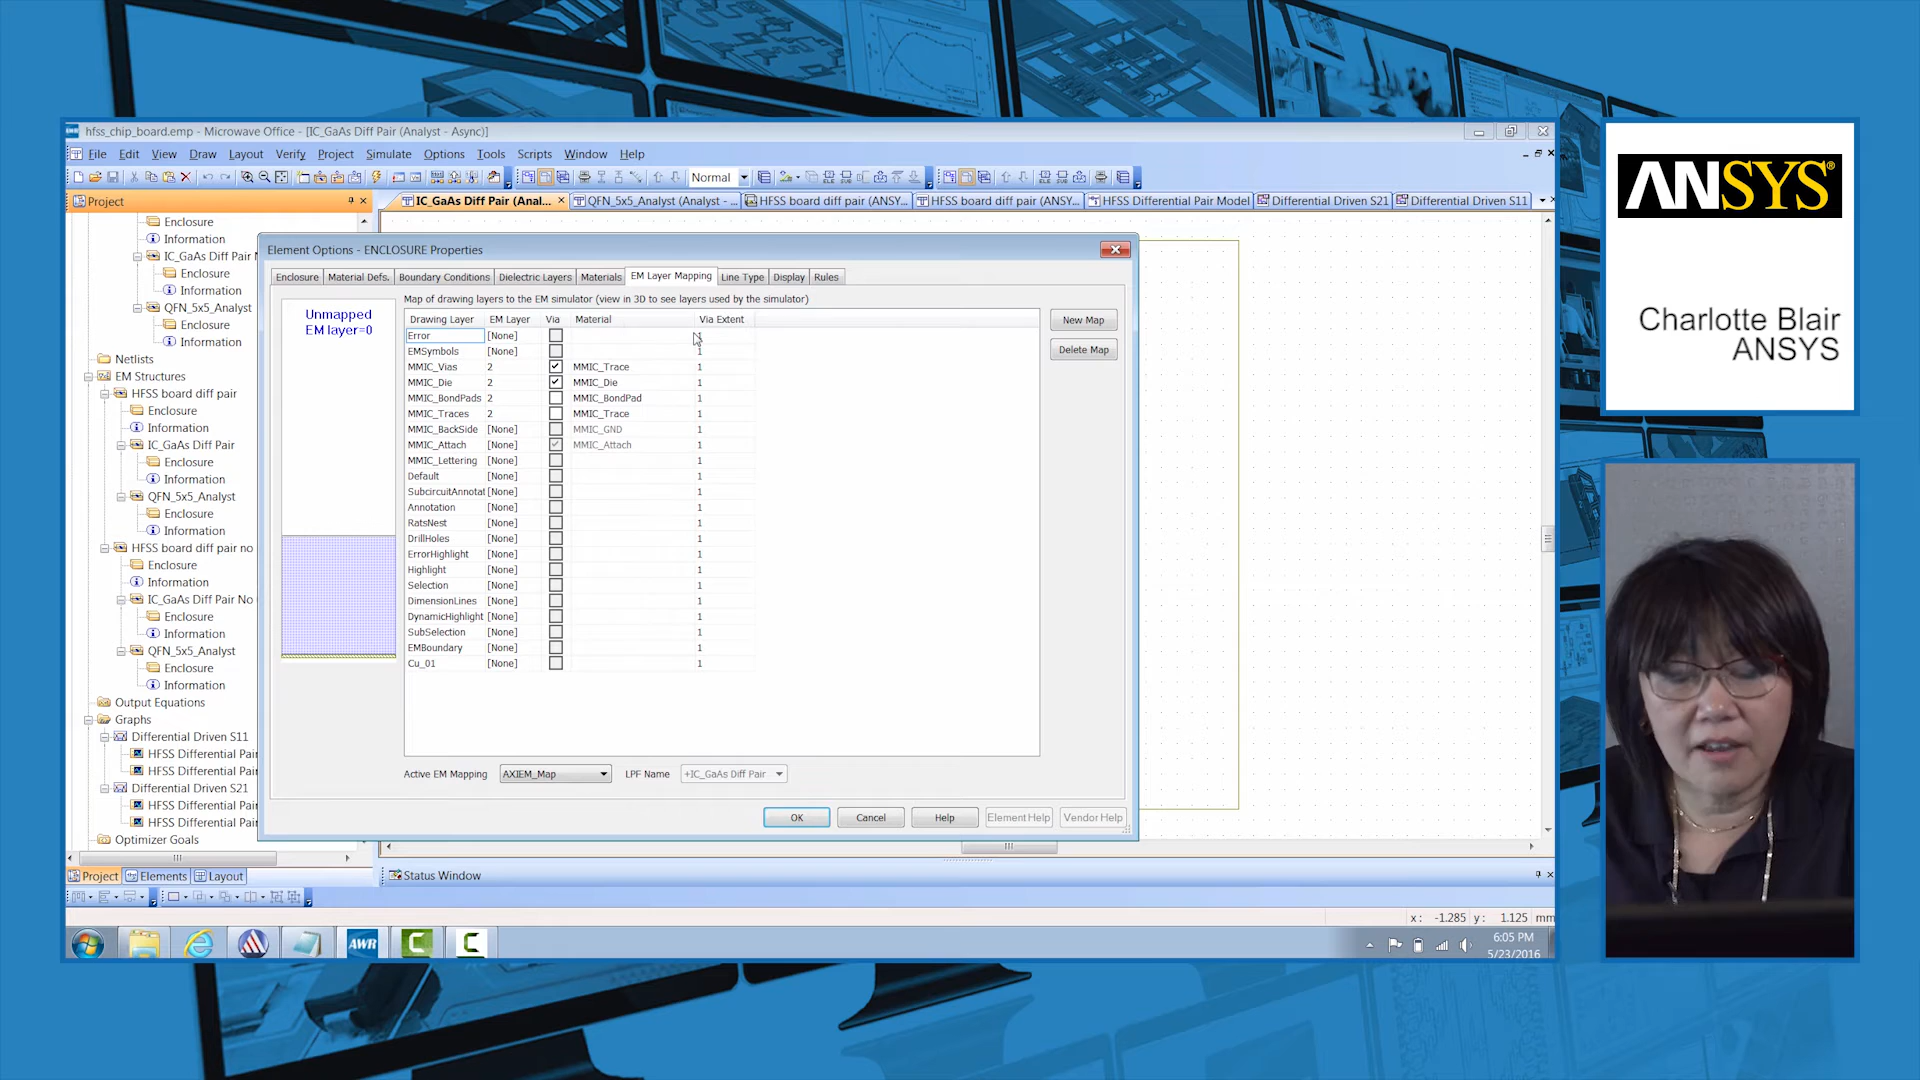 hfss_chip_board.emp - Microwave Office - [IC_GaAs Diff Pair (Analyst - Async)]
File Edit View Draw Layout Verify Project Simulate Options Tools Scripts Window Help
Normal
Project
IC_GaAs Diff Pair (Anal...
QFN_5x5_Analyst (Analyst - ...
HFSS board diff pair (ANSY...
HFSS board diff pair (ANSY...
HFSS Differential Pair Model
Differential Driven S21
Differential Driven S11
Enclosure
Information
IC_GaAs Diff Pair N
Enclosure
Information
QFN_5x5_Analyst
Enclosure
Information
Netlists
EM Structures
HFSS board diff pair
Enclosure
Information
IC_GaAs Diff Pair
Enclosure
Information
QFN_5x5_Analyst
Enclosure
Information
HFSS board diff pair no
Enclosure
Information
IC_GaAs Diff Pair No
Enclosure
Information
QFN_5x5_Analyst
Enclosure
Information
Output Equations
Graphs
Differential Driven S11
HFSS Differential Pair
HFSS Differential Pair
Differential Driven S21
HFSS Differential Pair
HFSS Differential Pair
Optimizer Goals
Project Elements Layout
Element Options - ENCLOSURE Properties
Enclosure Material Defs. Boundary Conditions Dielectric Layers Materials EM Layer Mapping Line Type Display Rules
Unmapped
EM layer=0
Map of drawing layers to the EM simulator (view in 3D to see layers used by the simulator)
Drawing Layer EM Layer Via Material Via Extent
Error [None]
EMSymbols [None] 1
MMIC_Vias 2 MMIC_Trace 1
MMIC_Die 2 MMIC_Die 1
MMIC_BondPads 2 MMIC_BondPad 1
MMIC_Traces 2 MMIC_Trace 1
MMIC_BackSide [None] MMIC_GND 1
MMIC_Attach [None] MMIC_Attach 1
MMIC_Lettering [None] 1
Default [None] 1
SubcircuitAnnotat [None] 1
Annotation [None] 1
RatsNest [None] 1
DrillHoles [None] 1
ErrorHighlight [None] 1
Highlight [None] 1
Selection [None] 1
DimensionLines [None] 1
DynamicHighlight [None] 1
SubSelection [None] 1
EMBoundary [None] 1
Cu_01 [None] 1
New Map
Delete Map
Active EM Mapping AXIEM_Map LPF Name +IC_GaAs Diff Pair
OK Cancel Help Element Help Vendor Help
Status Window
x: -1.285 y: 1.125 mm
AWR
6:05 PM
5/23/2016
ANSYS®
Charlotte Blair
ANSYS